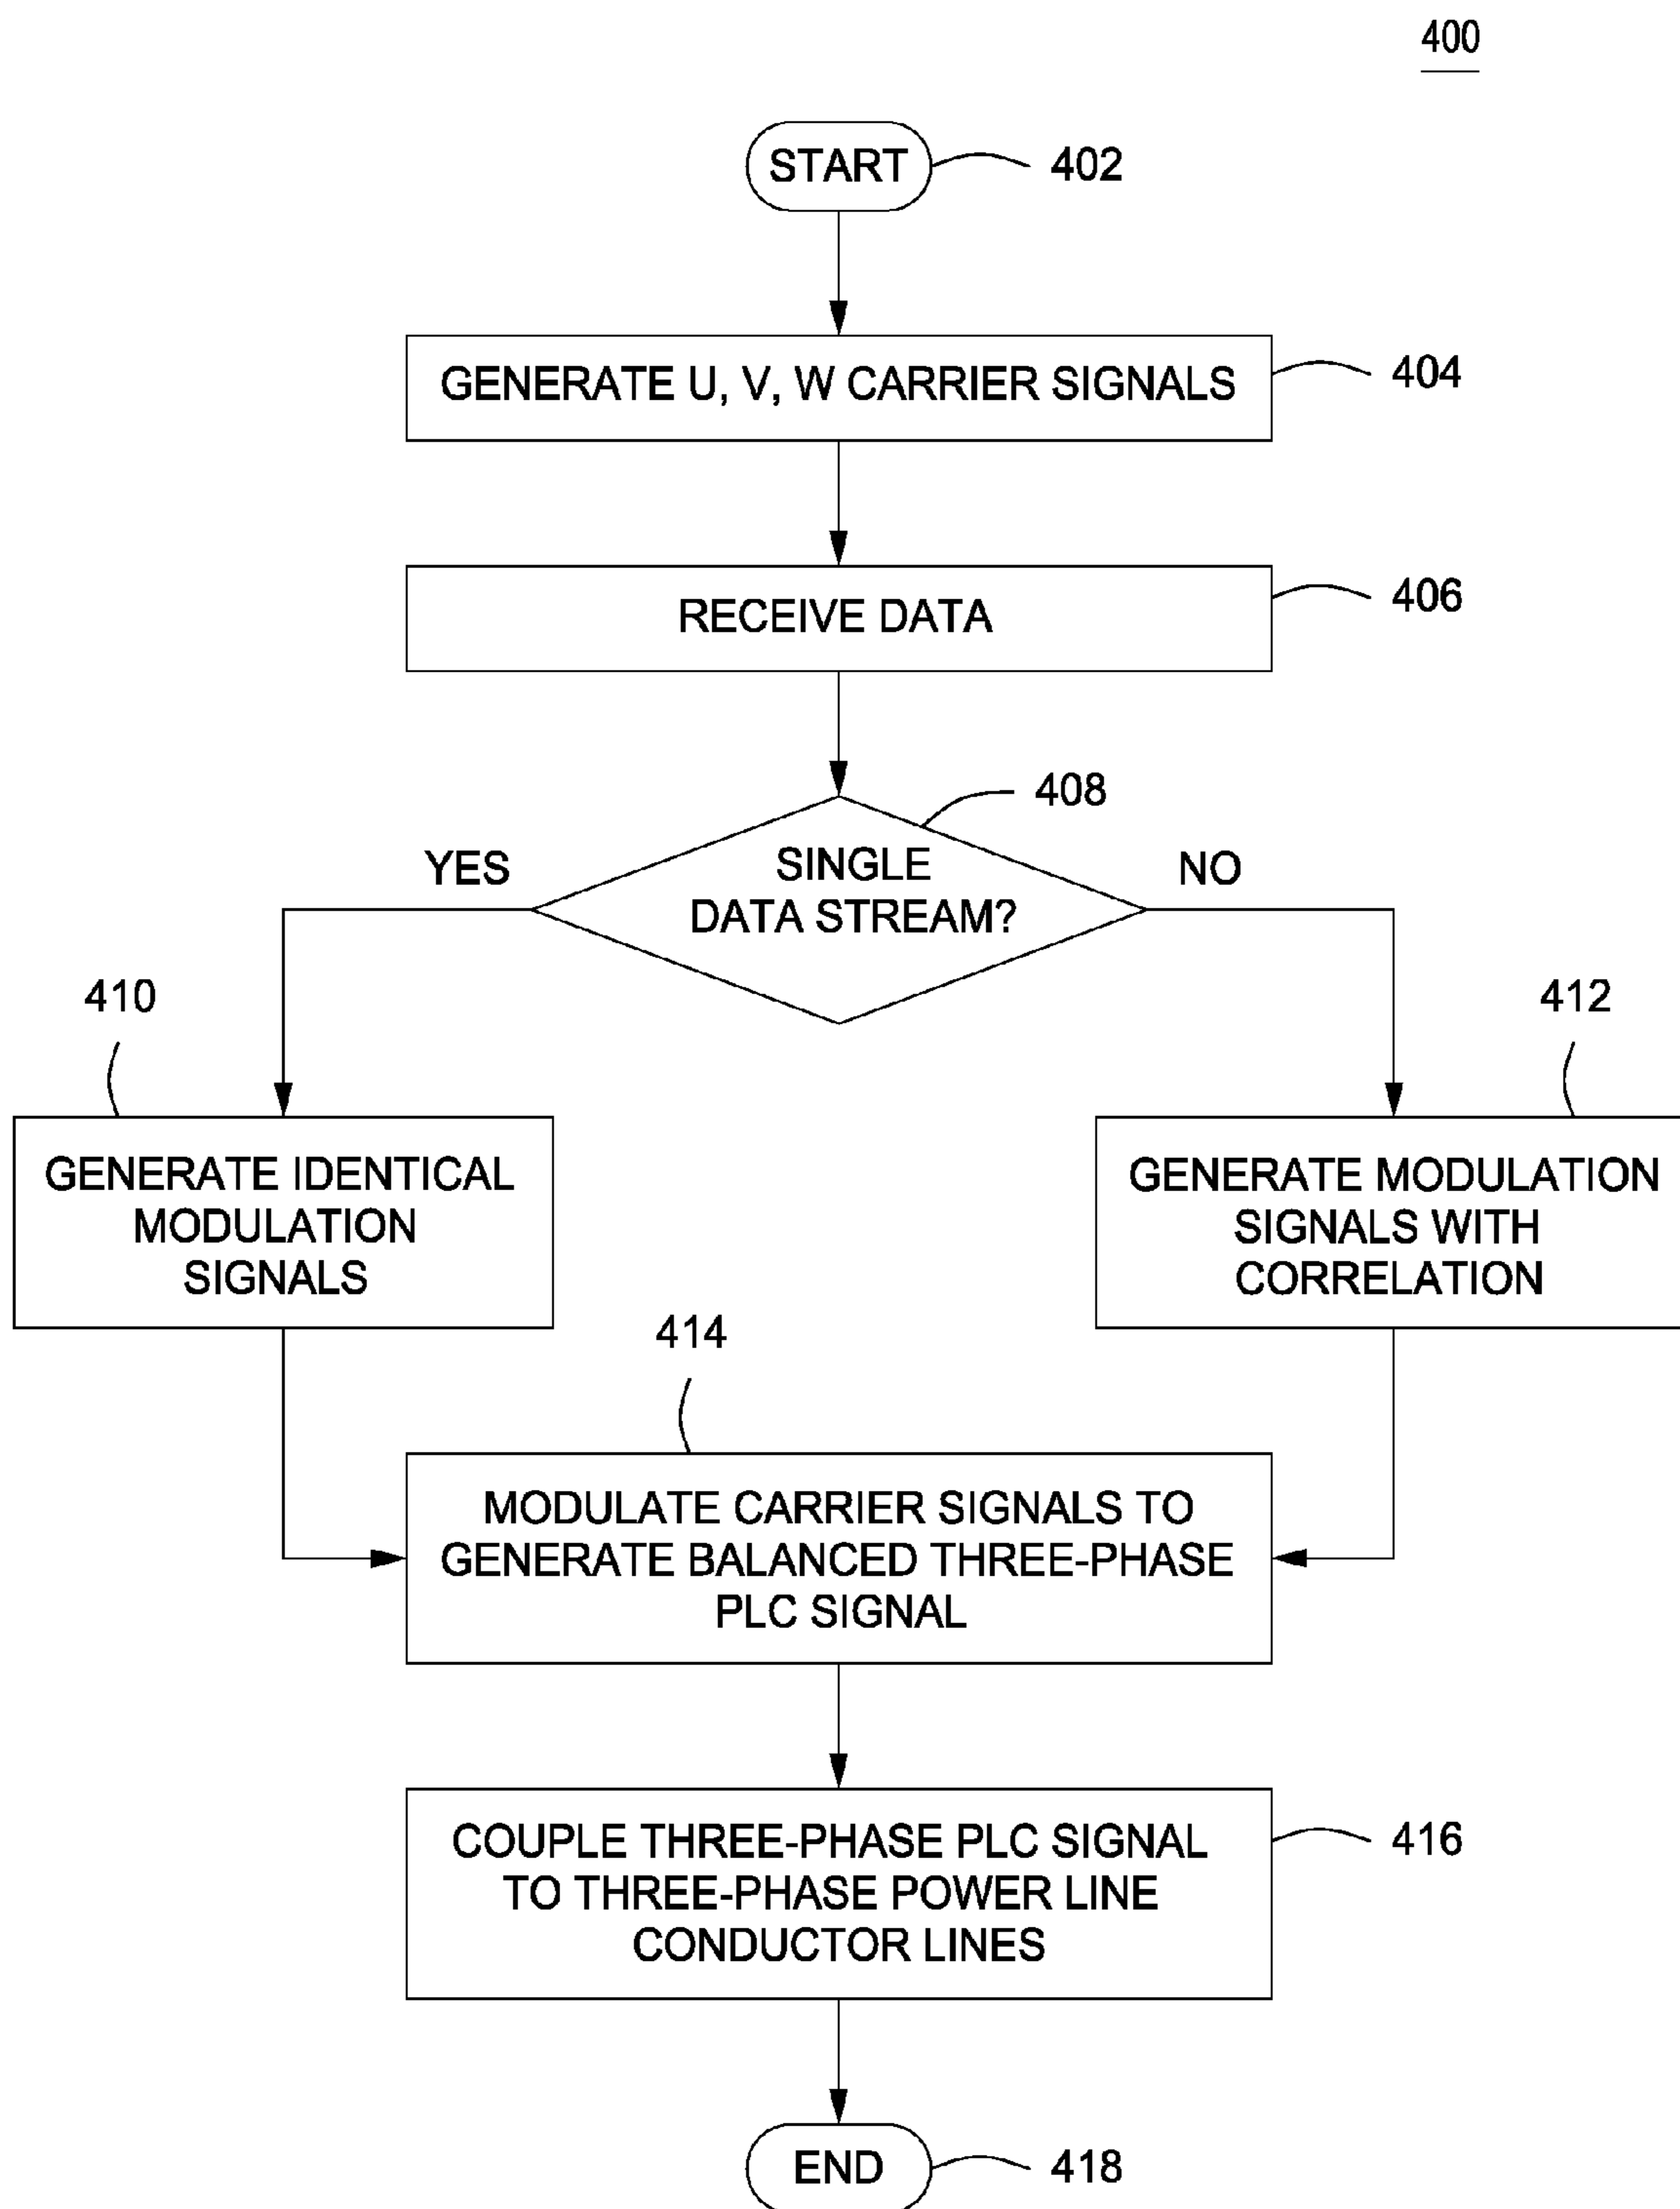 400
START
402
GENERATE U, V, W CARRIER SIGNALS
404
RECEIVE DATA
406
408
SINGLE
DATA STREAM?
YES
NO
410
412
GENERATE IDENTICAL
MODULATION
SIGNALS
GENERATE MODULATION
SIGNALS WITH
CORRELATION
414
MODULATE CARRIER SIGNALS TO
GENERATE BALANCED THREE-PHASE
PLC SIGNAL
COUPLE THREE-PHASE PLC SIGNAL
TO THREE-PHASE POWER LINE
CONDUCTOR LINES
416
END
418